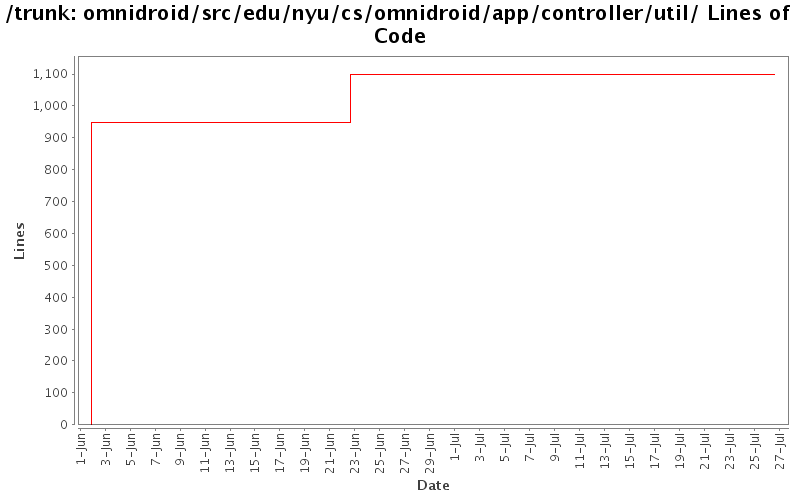 /trunk: omnidroid/src/edu/nyu/cs/omnidroid/app/controller/util/ Lines of
Code
1,100
1,000
900
800
700
600
500
400
300
200
100
0
Lines
1-Jun
3-Jun
5-Jun
7-Jun
9-Jun
11-Jun
13-Jun
15-Jun
17-Jun
19-Jun
21-Jun
23-Jun
25-Jun
27-Jun
29-Jun
1-Jul
3-Jul
5-Jul
7-Jul
9-Jul
11-Jul
13-Jul
15-Jul
17-Jul
19-Jul
21-Jul
23-Jul
25-Jul
27-Jul
Date